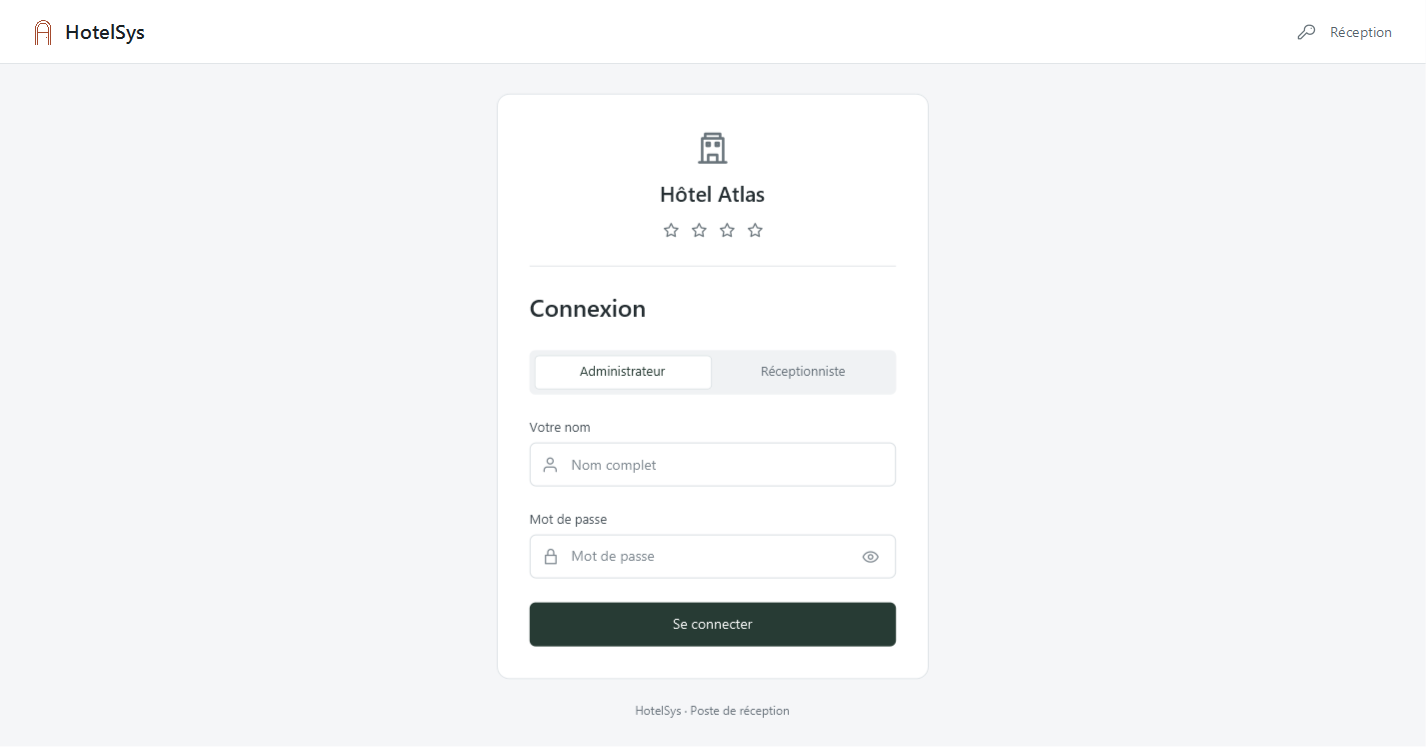 HotelSys
Réception
Hôtel Atlas
Connexion
Administrateur
Réceptionniste
Votre nom
Nom complet
Mot de passe
Mot de passe
Se connecter
HotelSys · Poste de réception